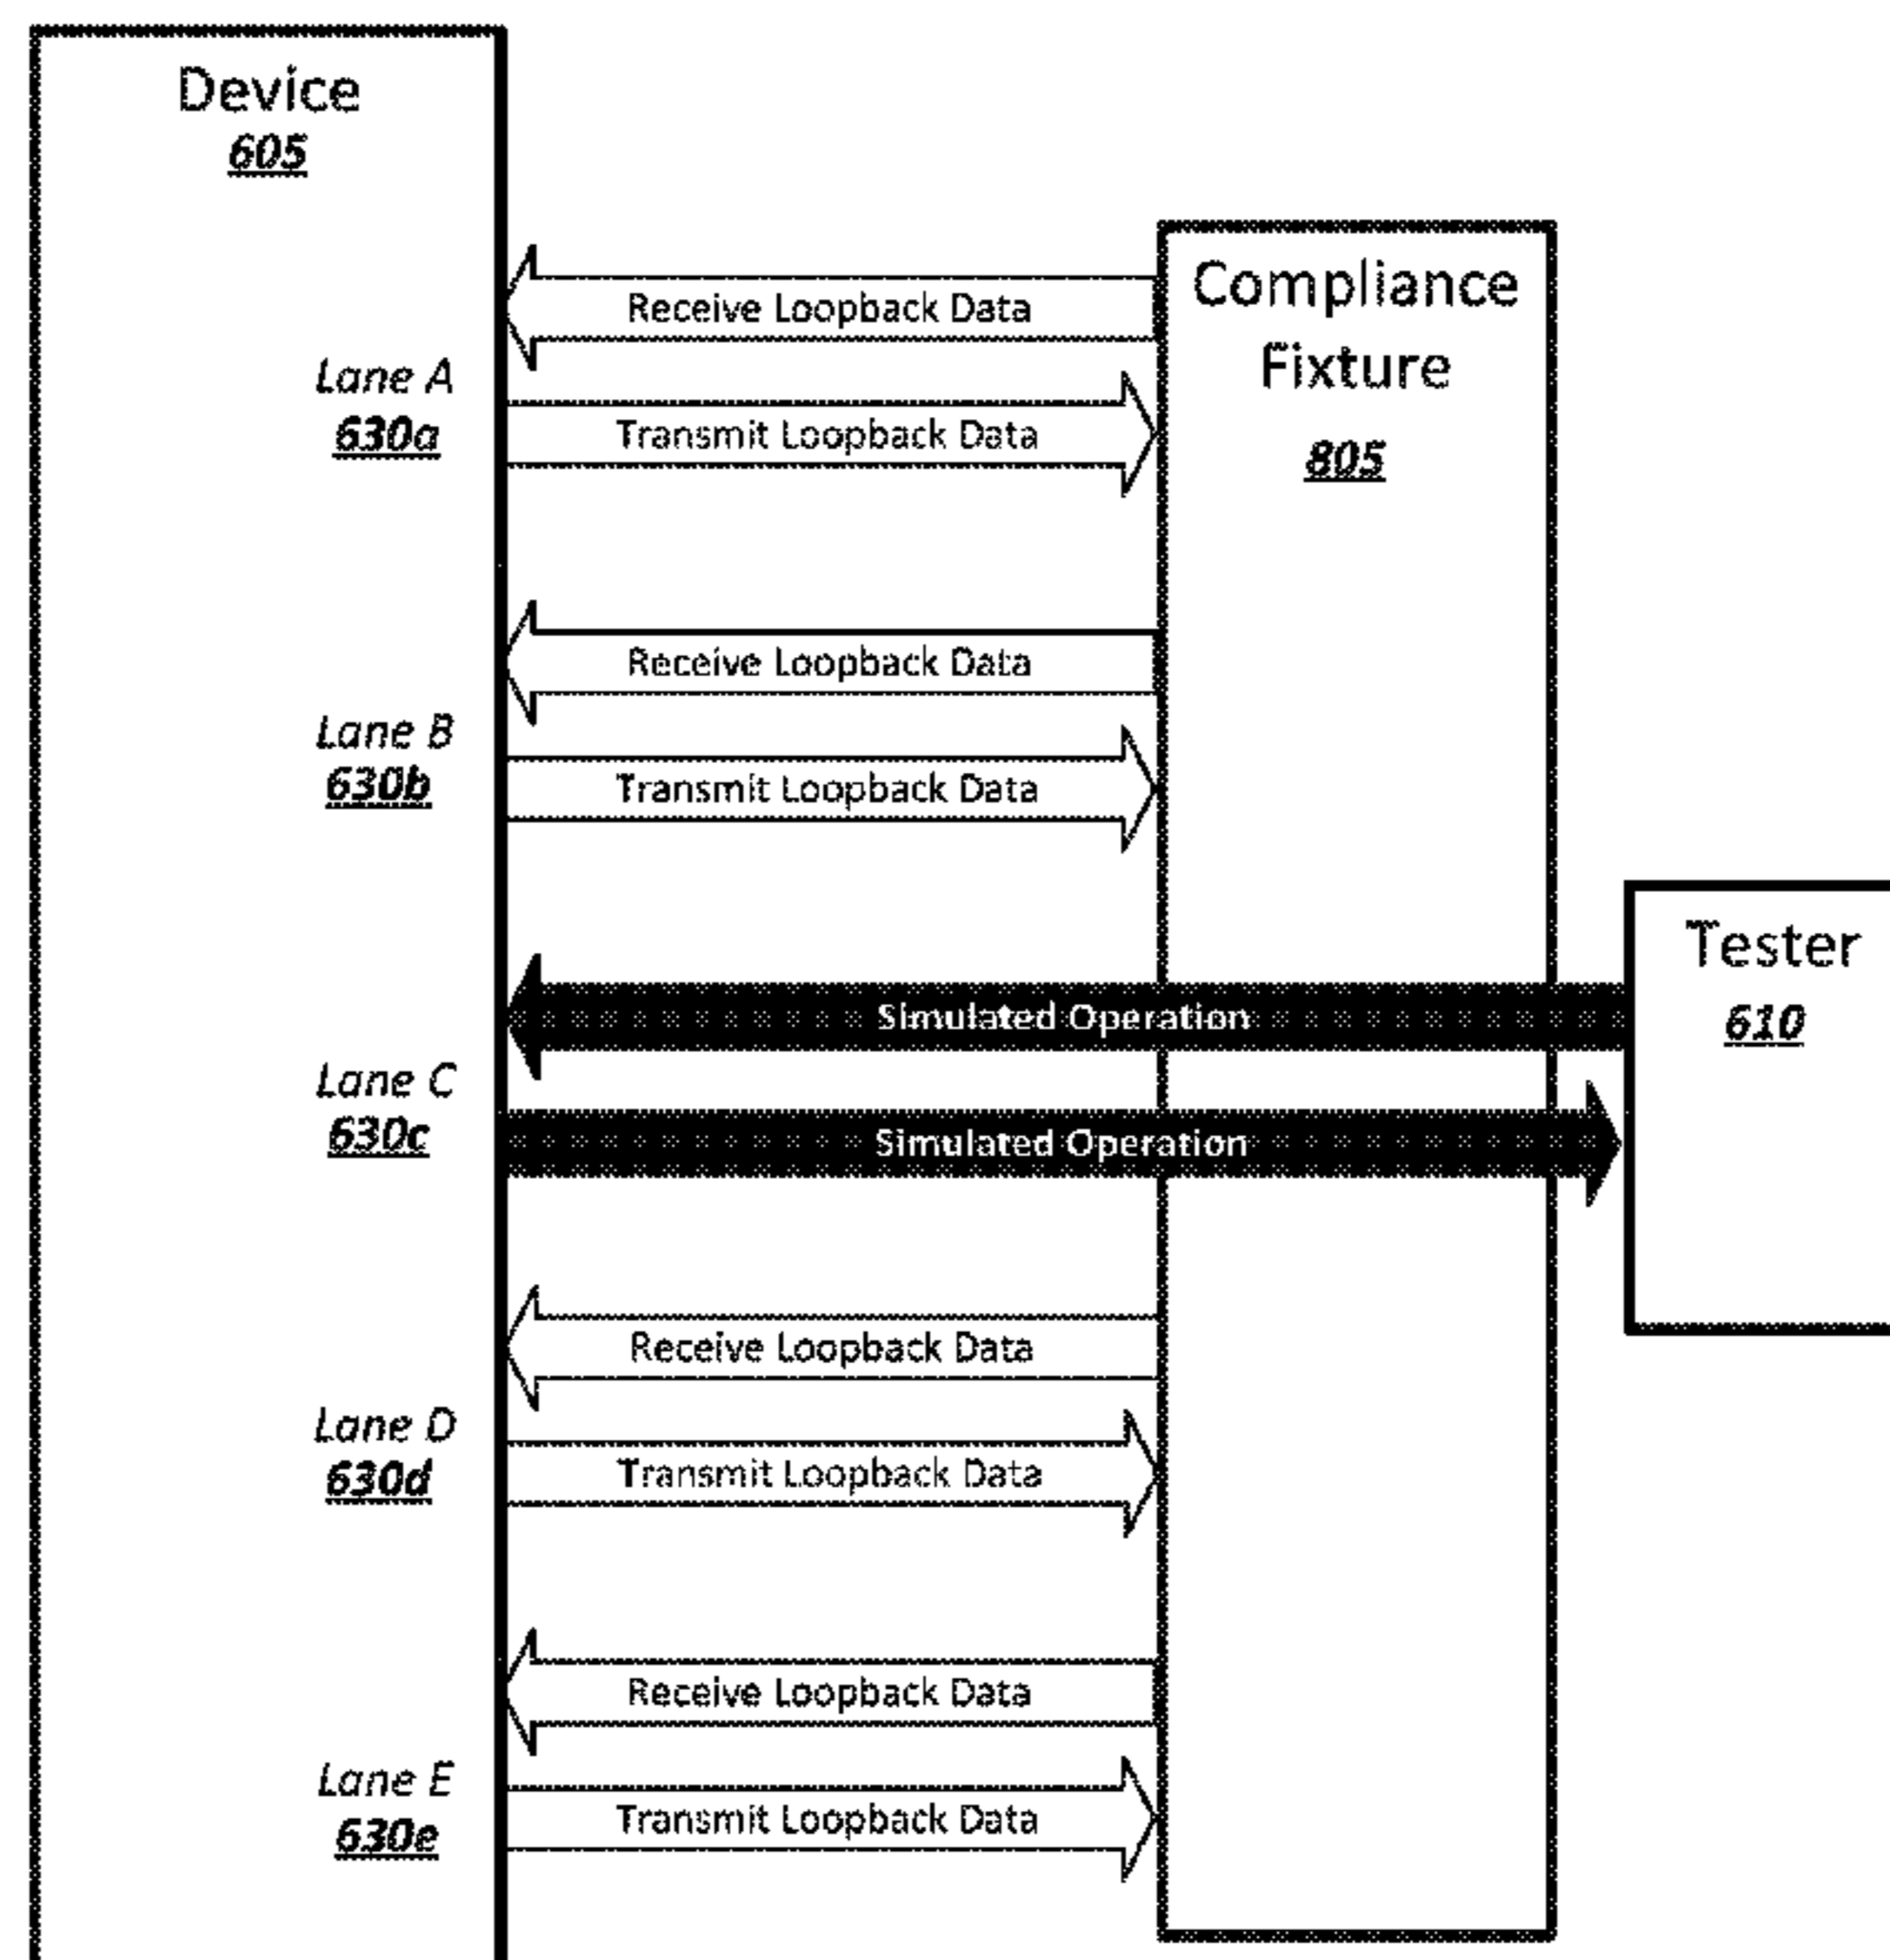 Device
605
Compliance
Fixture
805
Receive Loopback Data
Lane A
630a
Transmit Loopback Data
Receive Loopback Data
Lane B
630b
Transmit Loopback Data
Tester
610
Simulated Operation
Lane C
630c
Simulated Operation
Receive Loopback Data
Lane D
630d
Transmit Loopback Data
Receive Loopback Data
Lane E
630e
Transmit Loopback Data